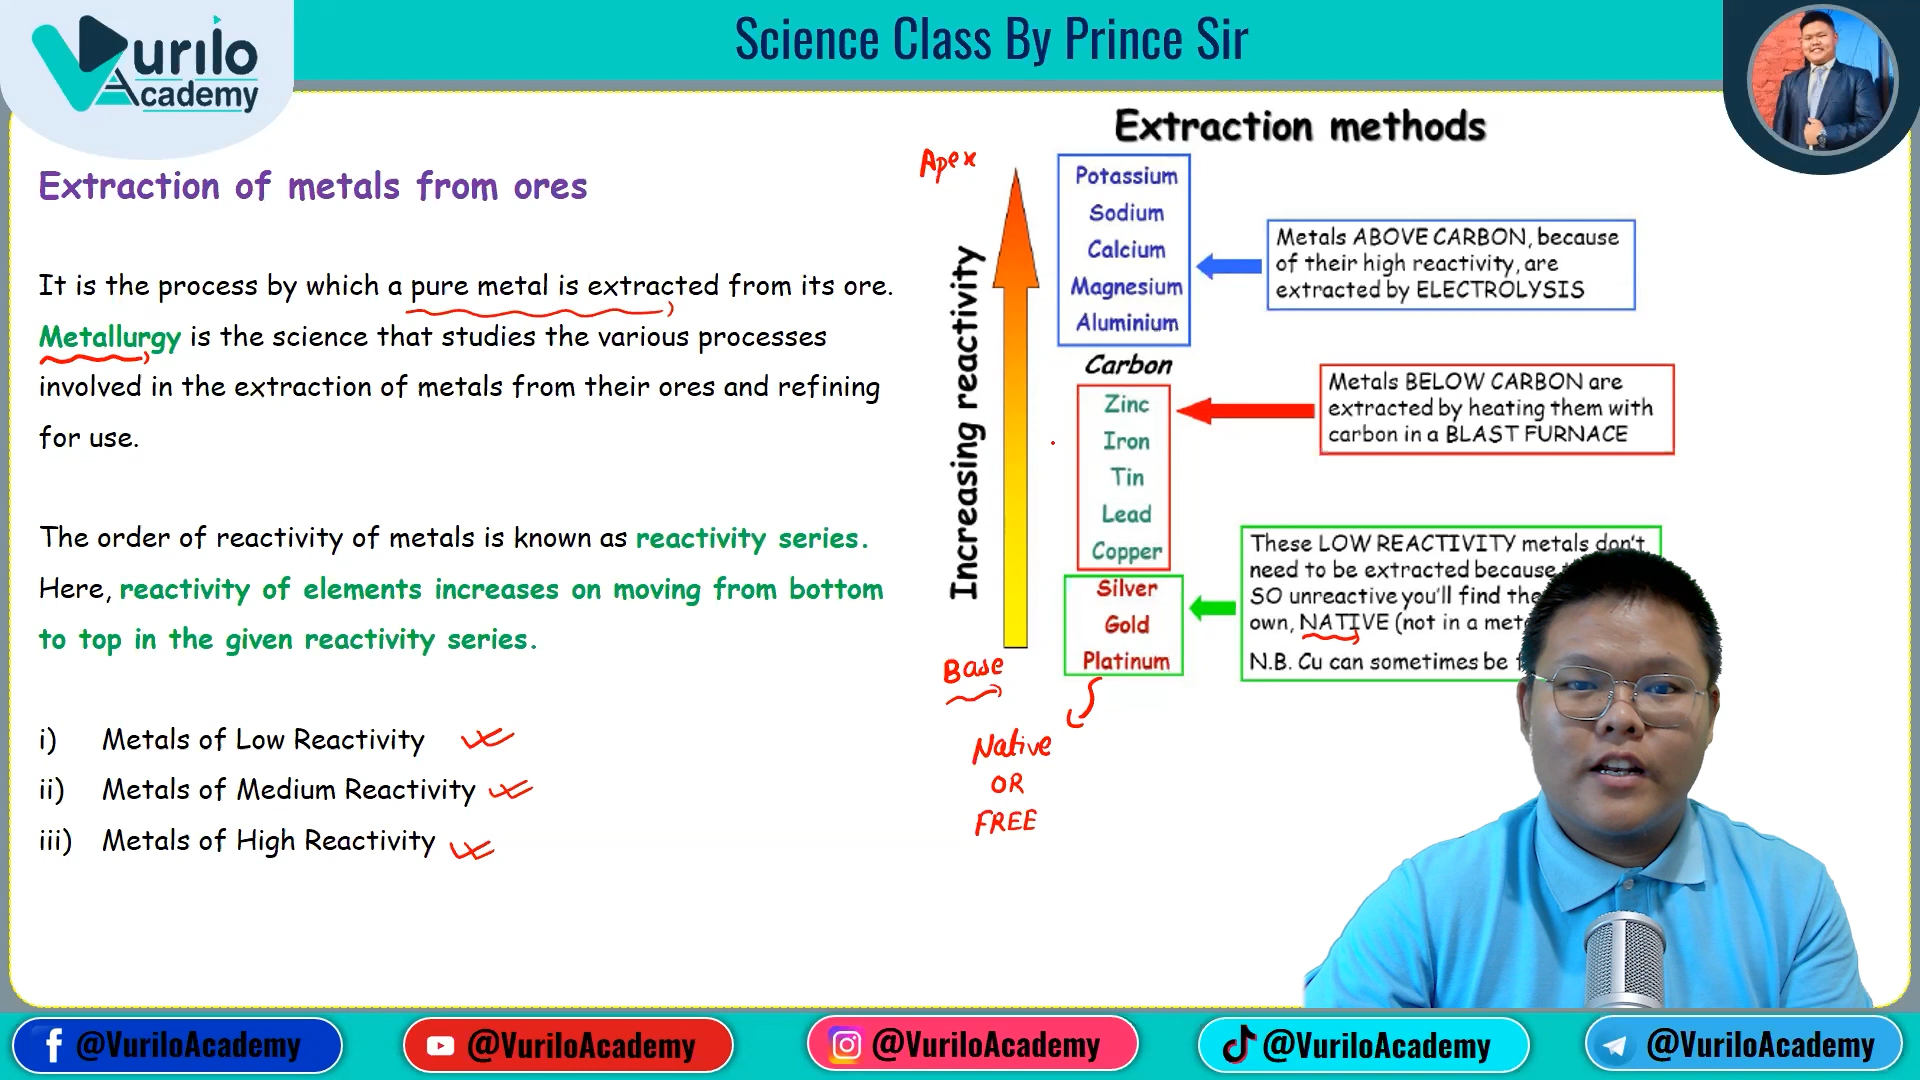 Vurilo
Academy
Science Class By Prince Sir
Extraction of metals from ores
It is the process by which a pure metal is extracted from its ore.
Metallurgy is the science that studies the various processes
involved in the extraction of metals from their ores and refining
for use.
The order of reactivity of metals is known as reactivity series.
Here, reactivity of elements increases on moving from bottom
to top in the given reactivity series.
i) Metals of Low Reactivity
ii) Metals of Medium Reactivity
iii) Metals of High Reactivity
Extraction methods
Apex
Increasing reactivity
Base
Native
OR
FREE
Potassium
Sodium
Calcium
Magnesium
Aluminium
Carbon
Zinc
Iron
Tin
Lead
Copper
Silver
Gold
Platinum
Metals ABOVE CARBON, because
of their high reactivity, are
extracted by ELECTROLYSIS
Metals BELOW CARBON are
extracted by heating them with
carbon in a BLAST FURNACE
These LOW REACTIVITY metals don't
need to be extracted because
SO unreactive you'll find
own, NATIVE (not in a
N.B. Cu can sometimes be
@VuriloAcademy
@VuriloAcademy
@VuriloAcademy
@VuriloAcademy
@VuriloAcademy